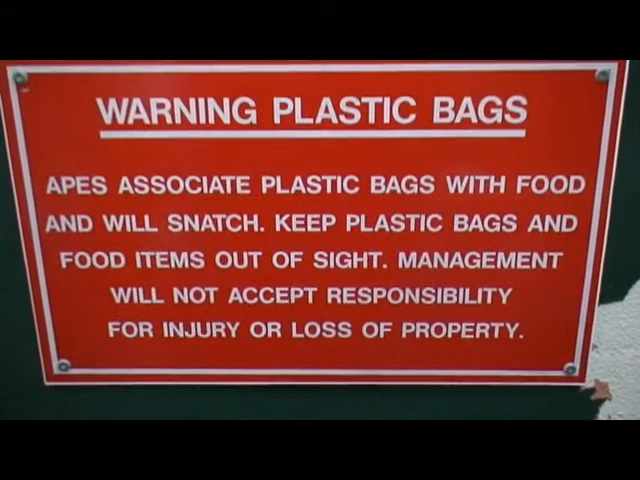 WARNING PLASTIC BAGS
APES ASSOCIATE PLASTIC BAGS WITH FOOD
AND WILL SNATCH. KEEP PLASTIC BAGS AND
FOOD ITEMS OUT OF SIGHT. MANAGEMENT
WILL NOT ACCEPT RESPONSIBILITY
FOR INJURY OR LOSS OF PROPERTY.